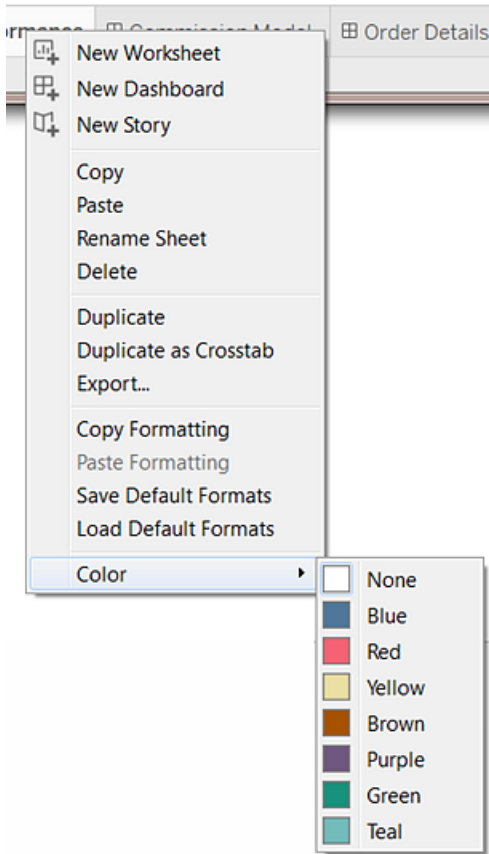 Order Details
New Worksheet
New Dashboard
New Story
Copy
Paste
Rename Sheet
Delete
Duplicate
Duplicate as Crosstab
Export...
Copy Formatting
Paste Formatting
Save Default Formats
Load Default Formats
Color
None
Blue
Red
Yellow
Brown
Purple
Green
Teal